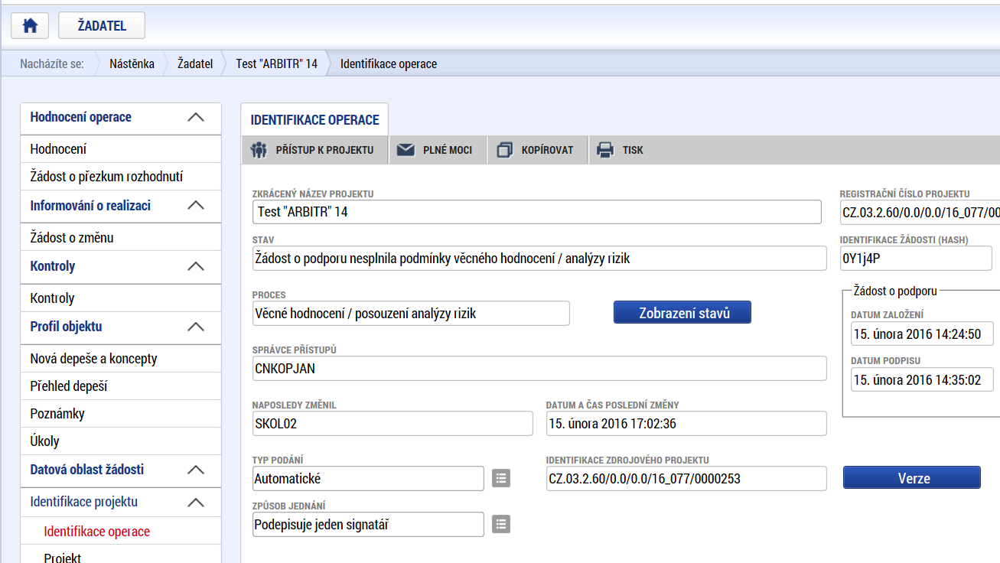 ŽADATEL
Nacházíte se: Nástěnka Žadatel Test "ARBITR" 14 Identifikace operace
Hodnocení operace
Hodnocení
Žádost o přezkum rozhodnutí
Informování o realizaci
Žádost o změnu
Kontroly
Kontroly
Profil objektu
Nová depeše a koncepty
Přehled depeší
Poznámky
Úkoly
Datová oblast žádosti
Identifikace projektu
Identifikace operace
Projekt
IDENTIFIKACE OPERACE
PŘÍSTUP K PROJEKTU PLNÉ MOCI KOPÍROVAT TISK
ZKRÁCENÝ NÁZEV PROJEKTU
Test "ARBITR" 14
STAV
Žádost o podporu nesplnila podmínky věcného hodnocení / analýzy rizik
PROCES
Věcné hodnocení / posouzení analýzy rizik
Zobrazení stavů
SPRÁVCE PŘÍSTUPŮ
CNKOPJAN
NAPOSLEDY ZMĚNIL
SKOL02
DATUM A ČAS POSLEDNÍ ZMĚNY
15. února 2016 17:02:36
TYP PODÁNÍ
Automatické
IDENTIFIKACE ZDROJOVÉHO PROJEKTU
CZ.03.2.60/0.0/0.0/16_077/0000253
ZPŮSOB JEDNÁNÍ
Podepisuje jeden signatář
REGISTRAČNÍ ČÍSLO PROJEKTU
CZ.03.2.60/0.0/0.0/16_077/00
IDENTIFIKACE ŽÁDOSTI (HASH)
0Y1j4P
Žádost o podporu
DATUM ZALOŽENÍ
15. února 2016 14:24:50
DATUM PODPISU
15. února 2016 14:35:02
Verze